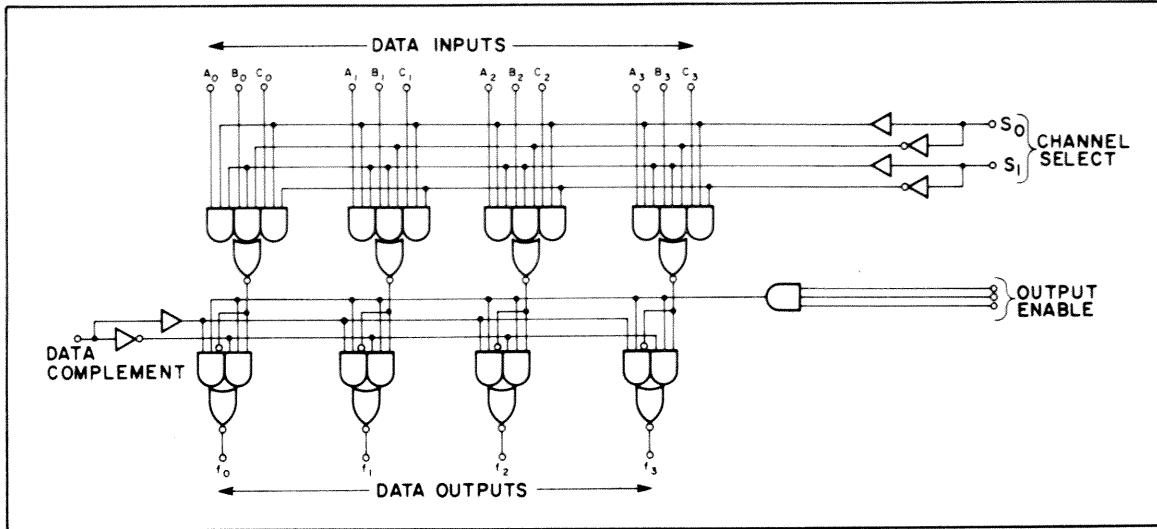 DATA INPUTS
A₀ B₀ C₀ A₁ B₁ C₁ A₂ B₂ C₂ A₃ B₃ C₃
S₀
CHANNEL
SELECT
S₁
OUTPUT
ENABLE
DATA
COMPLEMENT
f₀ f₁ f₂ f₃
DATA OUTPUTS